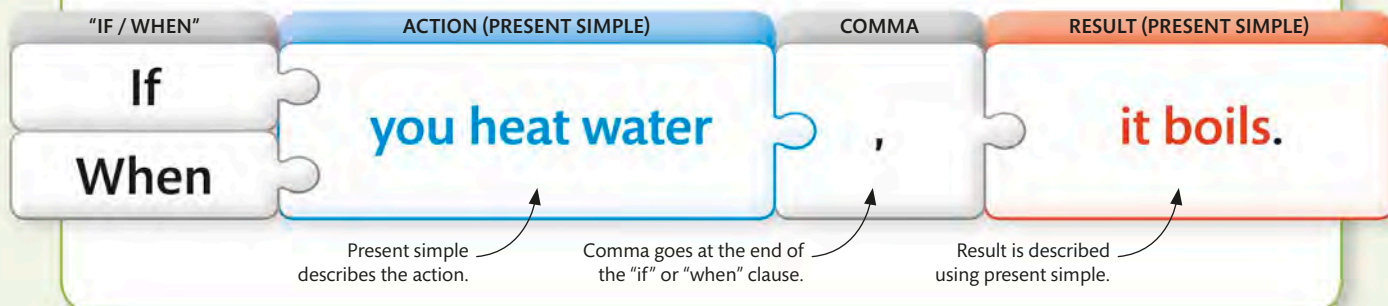 "IF / WHEN" ACTION (PRESENT SIMPLE) COMMA RESULT (PRESENT SIMPLE)
If
When
you heat water , it boils.
Present simple
describes the action.
Comma goes at the end of
the "if" or "when" clause.
Result is described
using present simple.